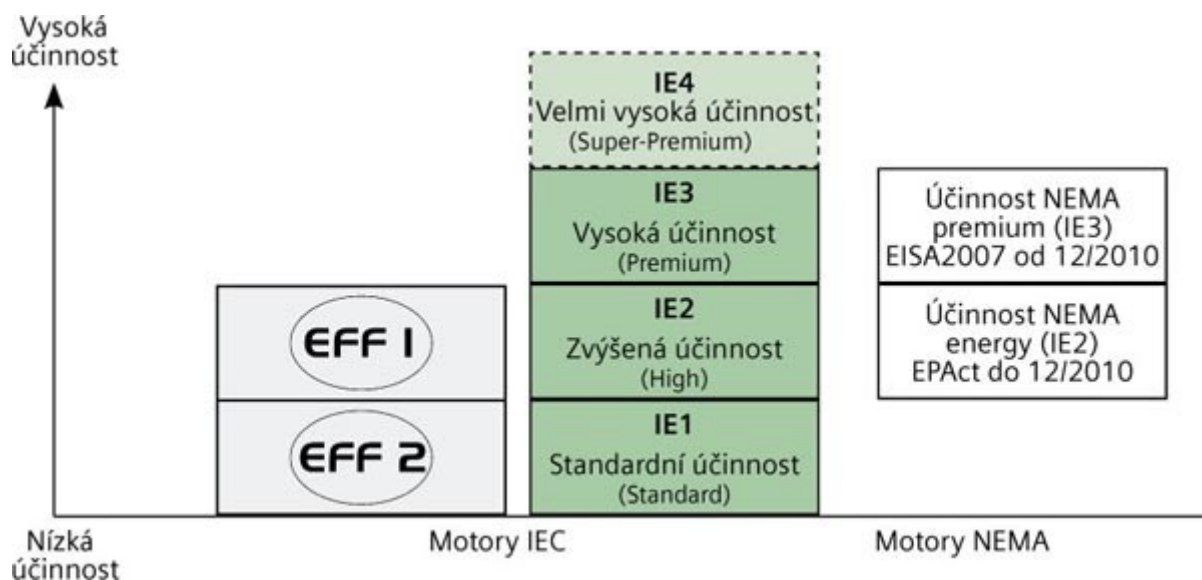 Vysoká
účinnost
IE4
Velmi vysoká účinnost
(Super-Premium)
IE3
Vysoká účinnost
(Premium)
Účinnost NEMA
premium (IE3)
EISA2007 od 12/2010
EFF 1
IE2
Zvýšená účinnost
(High)
Účinnost NEMA
energy (IE2)
EPAct do 12/2010
EFF 2
IE1
Standardní účinnost
(Standard)
Nízká
účinnost
Motory IEC
Motory NEMA